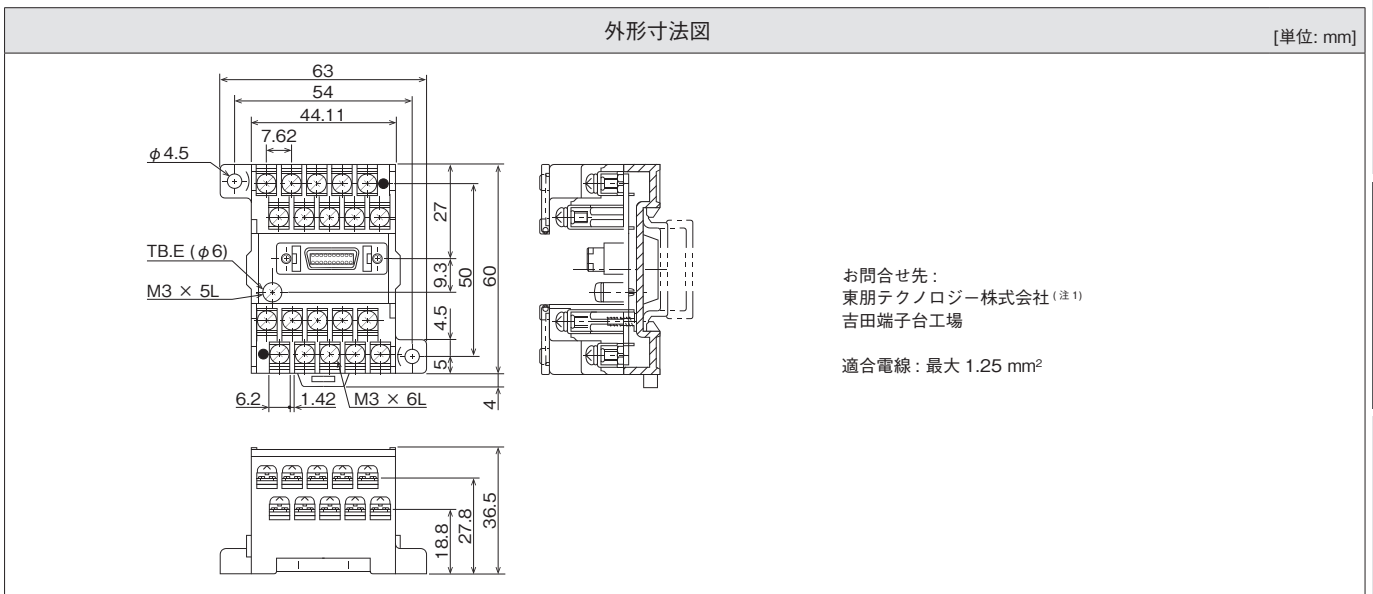 外形寸法図
[単位: mm]
63
54
44.11
7.62
φ4.5
27
TB.E (φ6)
9.3
50
60
M3 × 5L
4.5
5
6.2
1.42
M3 × 6L
4
お問合せ先 :
東朋テクノロジー株式会社 (注 1)
吉田端子台工場
適合電線 : 最大 1.25 mm²
36.5
27.8
18.8